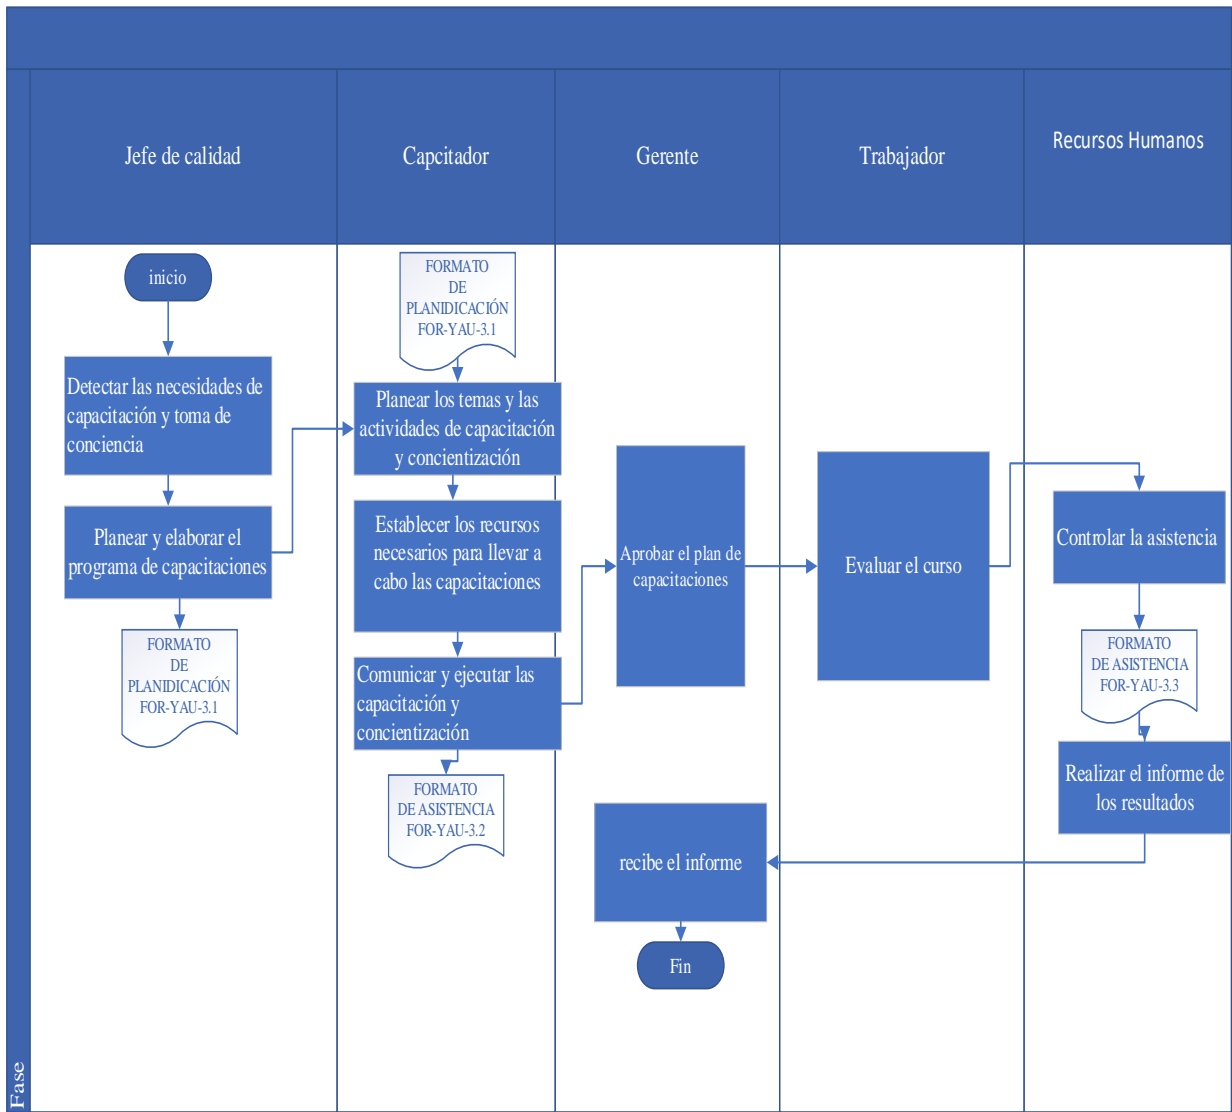 Jefe de calidad
Capcitador
Gerente
Trabajador
Recursos Humanos
inicio
Detectar las necesidades de
capacitación y toma de
conciencia
Planear y elaborar el
programa de capacitaciones
FORMATO
DE
PLANIDICACIÓN
FOR-YAU-3.1
FORMATO
DE
PLANIDICACIÓN
FOR-YAU-3.1
Planear los temas y las
actividades de capacitación
y concientización
Establecer los recursos
necesarios para llevar a
cabo las capacitaciones
Comunicar y ejecutar las
capacitación y
concientización
FORMATO
DE ASISTENCIA
FOR-YAU-3.2
Aprobar el plan de
capacitaciones
Evaluar el curso
Controlar la asistencia
FORMATO
DE ASISTENCIA
FOR-YAU-3.3
Realizar el informe de
los resultados
recibe el informe
Fin
Fase